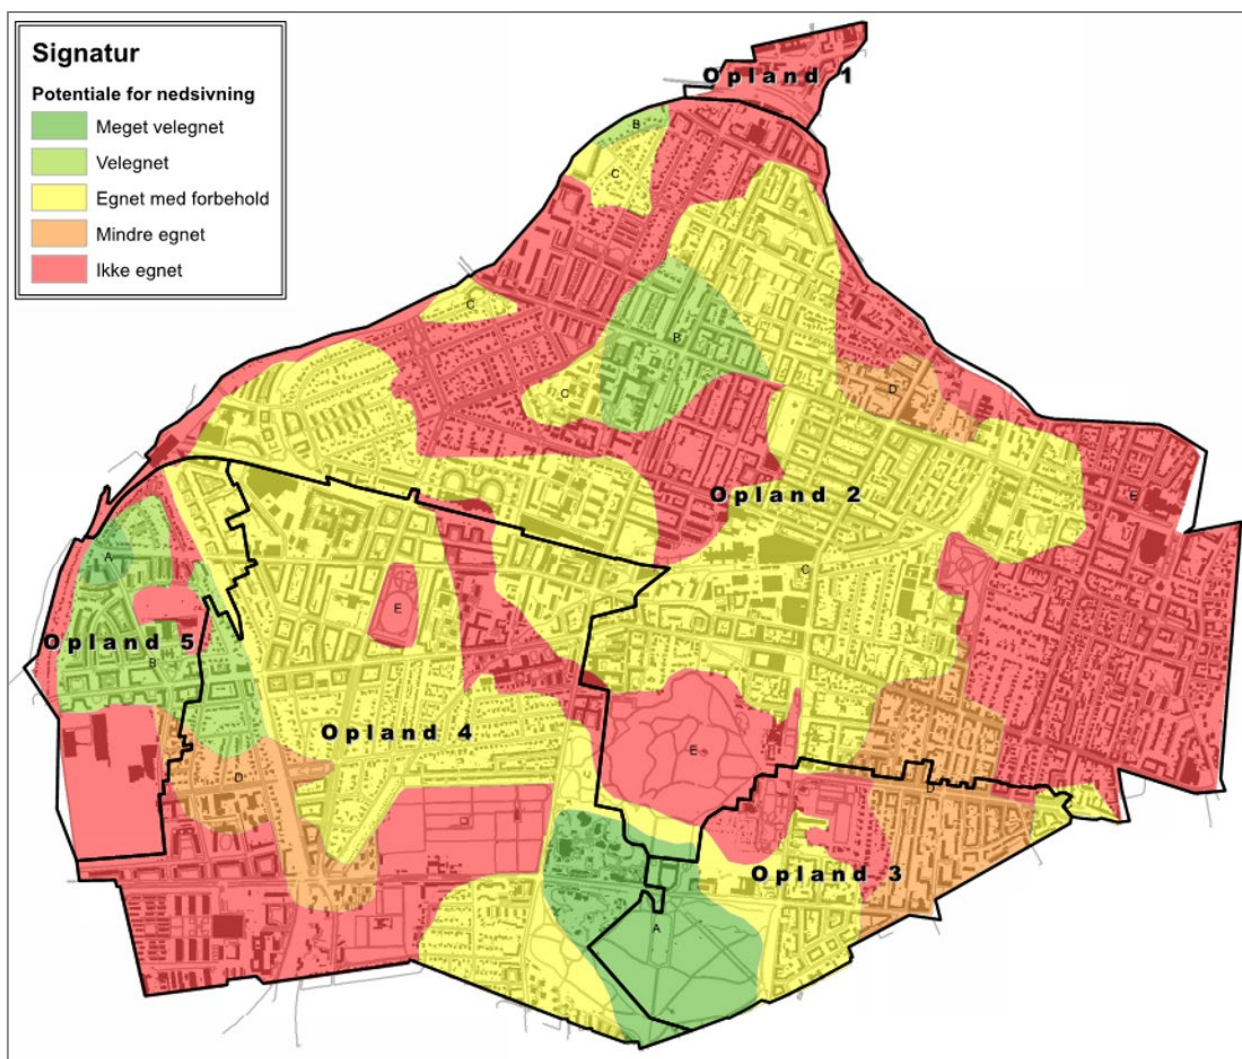 Signatur
Potentiale for nedsivning
Meget velegnet
Velegnet
Egnet med forbehold
Mindre egnet
Ikke egnet
Opland 1
B
C
C
B
D
C
Opland 2
E
A
C
E
Opland 5
B
Opland 4
E
D
D
Opland 3
A